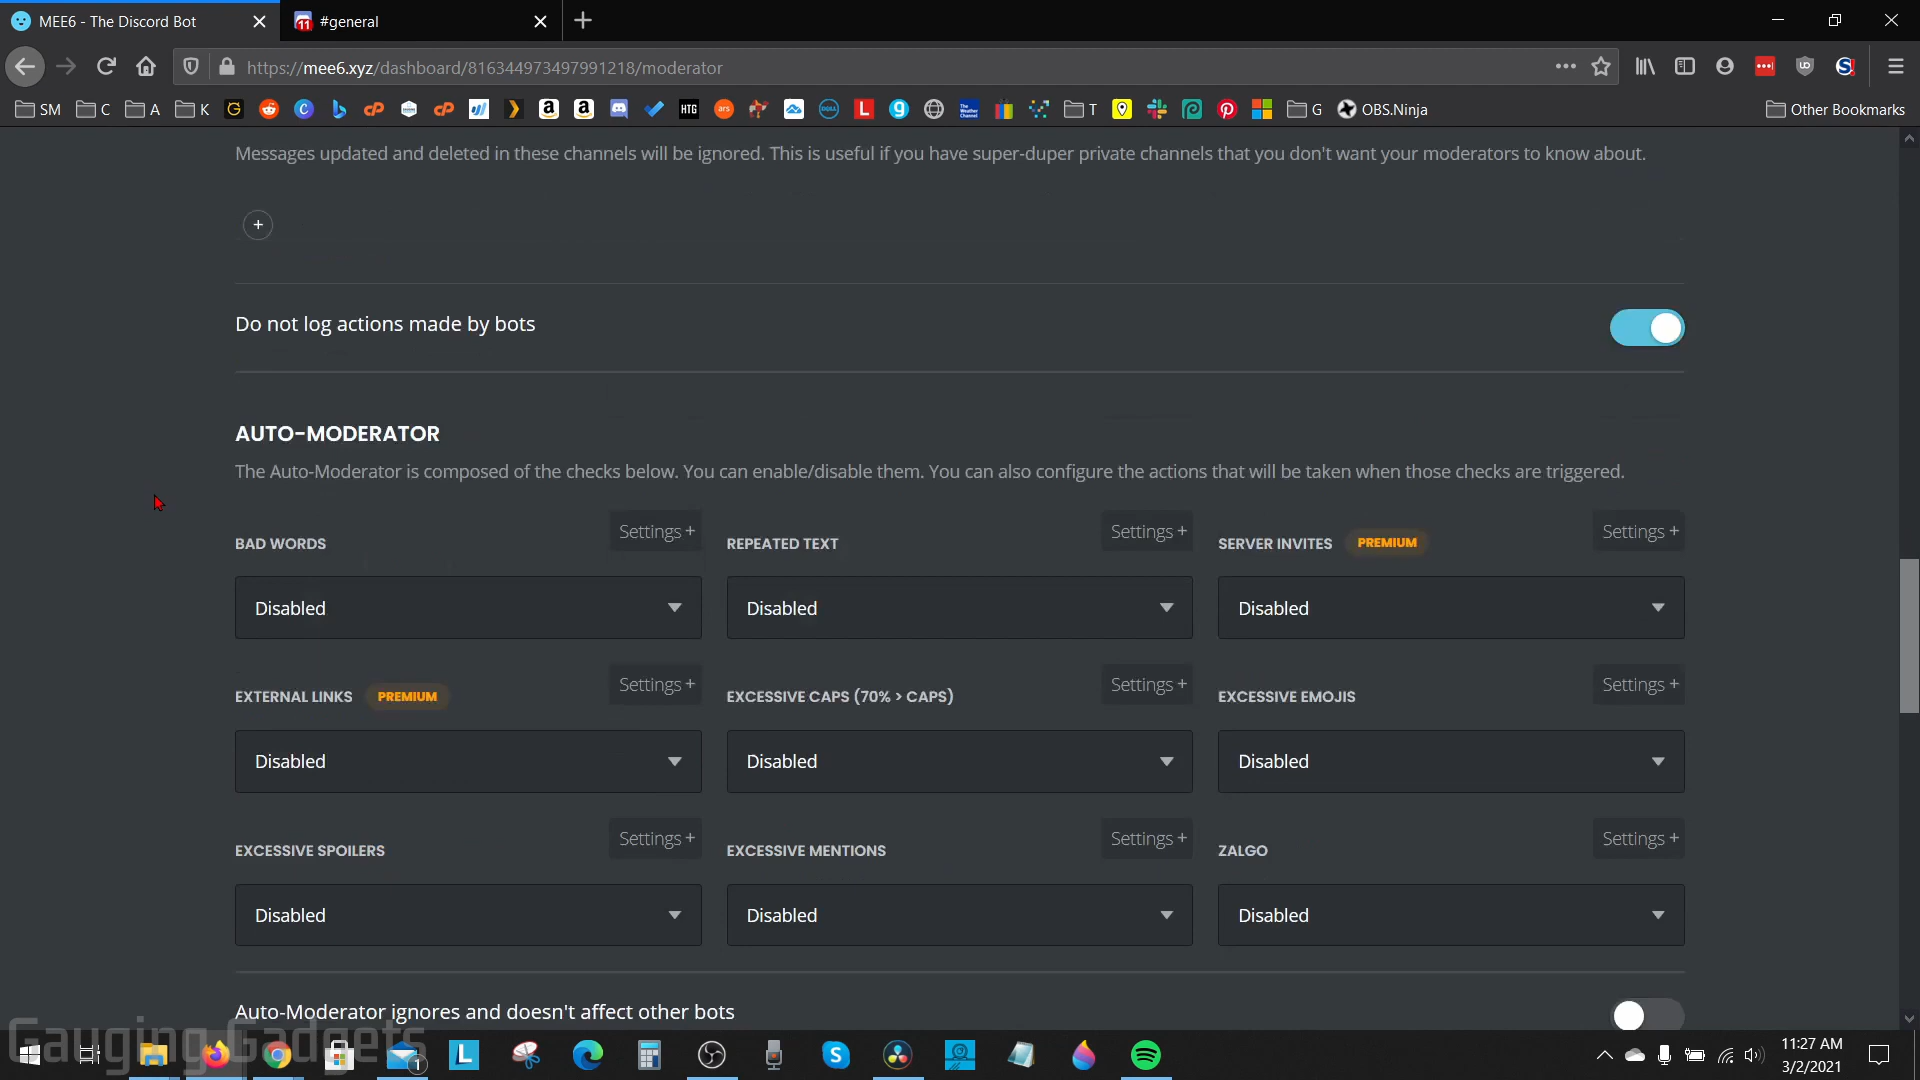 MEE6 - The Discord Bot
#general
https://mee6.xyz/dashboard/816344973497991218/moderator
SM C A K HTG T G OBS.Ninja Other Bookmarks
Messages updated and deleted in these channels will be ignored. This is useful if you have super-duper private channels that you don't want your moderators to know about.
+
Do not log actions made by bots
AUTO-MODERATOR
The Auto-Moderator is composed of the checks below. You can enable/disable them. You can also configure the actions that will be taken when those checks are triggered.
BAD WORDS Settings + REPEATED TEXT Settings + SERVER INVITES PREMIUM Settings +
Disabled Disabled Disabled
EXTERNAL LINKS PREMIUM Settings + EXCESSIVE CAPS (70% > CAPS) Settings + EXCESSIVE EMOJIS Settings +
Disabled Disabled Disabled
EXCESSIVE SPOILERS Settings + EXCESSIVE MENTIONS Settings + ZALGO Settings +
Disabled Disabled Disabled
Auto-Moderator ignores and doesn't affect other bots
Gauging Gadgets
1
11:27 AM
3/2/2021